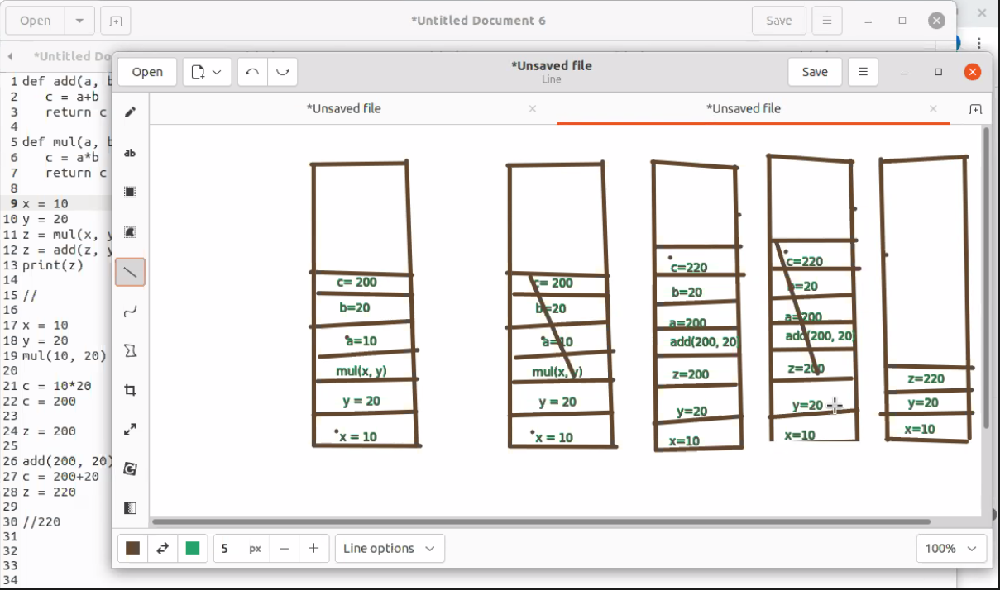 Open
*Untitled Document 6
Save
*Untitled Do
Open
*Unsaved file
Line
Save
*Unsaved file
*Unsaved file
1 def add(a, b
2 c = a+b
3 return c
4
5 def mul(a, b
6 c = a*b
7 return c
8
9 x = 10
10 y = 20
11 z = mul(x, y
12 z = add(z, y
13 print(z)
14
15 //
16
17 x = 10
18 y = 20
19 mul(10, 20)
20
21 c = 10*20
22 c = 200
23
24 z = 200
25
26 add(200, 20)
27 c = 200+20
28 z = 220
29
30 //220
31
32
33
34
ab
c= 200
b=20
a=10
mul(x, y)
y = 20
x = 10
c= 200
b=20
a=10
mul(x, y)
y = 20
x = 10
c=220
b=20
a=200
add(200, 20)
z=200
y=20
x=10
c=220
b=20
a=200
add(200, 20)
z=200
y=20
x=10
z=220
y=20
x=10
5 px
Line options
100%